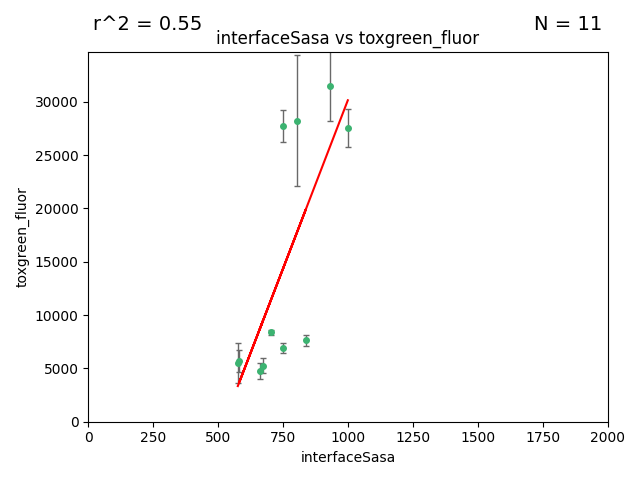 r^2 = 0.55
N = 11
interfaceSasa vs toxgreen_fluor
30000
25000
20000
15000
10000
5000
0
toxgreen_fluor
0 250 500 750 1000 1250 1500 1750 2000
interfaceSasa